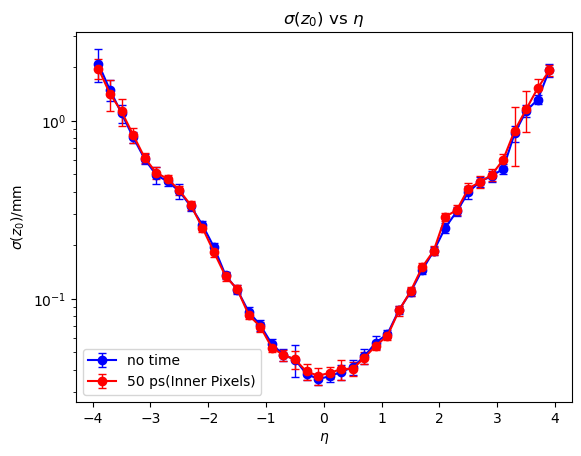 σ(z₀) vs η
σ(z₀)/mm
10⁰
10⁻¹
no time
50 ps(Inner Pixels)
−4 −3 −2 −1 0 1 2 3 4
η